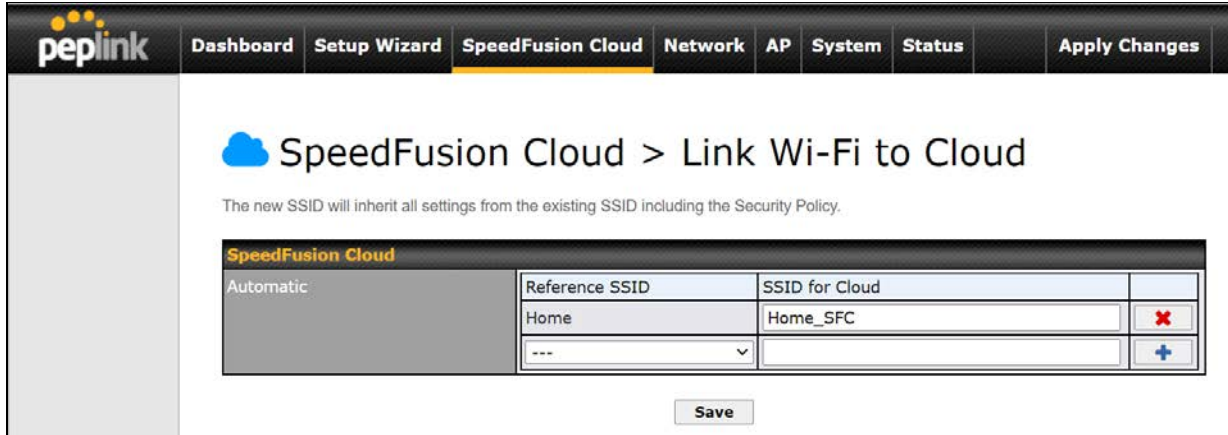 peplink
Dashboard Setup Wizard SpeedFusion Cloud Network AP System Status Apply Changes
SpeedFusion Cloud > Link Wi-Fi to Cloud
The new SSID will inherit all settings from the existing SSID including the Security Policy.
SpeedFusion Cloud
Automatic Reference SSID SSID for Cloud
Home Home_SFC
---
Save